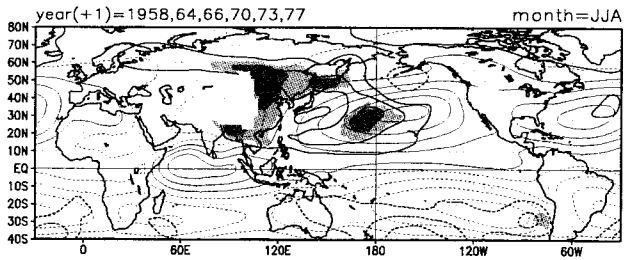 year(+1)=1958,64,66,70,73,77 month=JJA
80N
70N
60N
50N
40N
30N
20N
10N
EQ
10S
20S
30S
40S
0 60E 120E 180 120W 60W